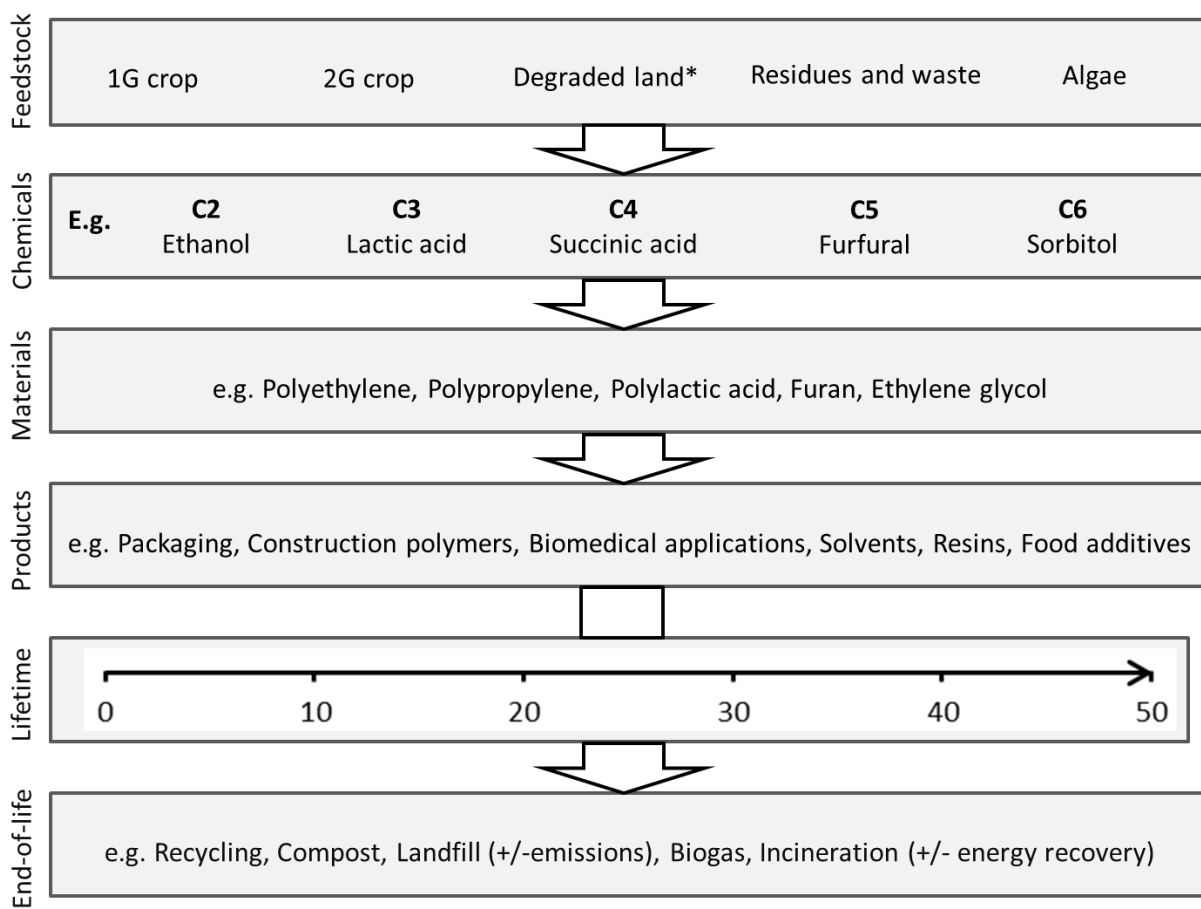 Feedstock
1G crop
2G crop
Degraded land*
Residues and waste
Algae
Chemicals
E.g.
C2
Ethanol
C3
Lactic acid
C4
Succinic acid
C5
Furfural
C6
Sorbitol
Materials
e.g. Polyethylene, Polypropylene, Polylactic acid, Furan, Ethylene glycol
Products
e.g. Packaging, Construction polymers, Biomedical applications, Solvents, Resins, Food additives
Lifetime
0 10 20 30 40 50
End-of-life
e.g. Recycling, Compost, Landfill (+/-emissions), Biogas, Incineration (+/- energy recovery)